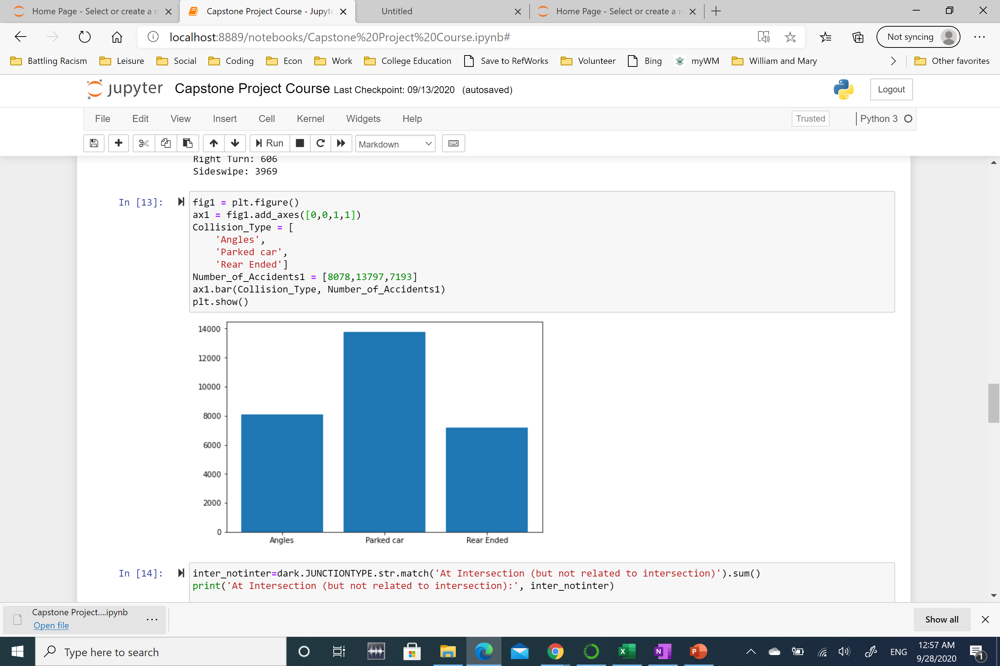 Home Page - Select or create a n
Capstone Project Course - Jupyte
Untitled
Home Page - Select or create a n
localhost:8889/notebooks/Capstone%20Project%20Course.ipynb#
Not syncing
Battling Racism
Leisure
Social
Coding
Econ
Work
College Education
Save to RefWorks
Volunteer
Bing
myWM
William and Mary
Other favorites
jupyter
Capstone Project Course Last Checkpoint: 09/13/2020 (autosaved)
Logout
File
Edit
View
Insert
Cell
Kernel
Widgets
Help
Trusted
Python 3
Run
Markdown
Right Turn: 606
Sideswipe: 3969
In [13]:
fig1 = plt.figure()
ax1 = fig1.add_axes([0,0,1,1])
Collision_Type = [
    'Angles',
    'Parked car',
    'Rear Ended']
Number_of_Accidents1 = [8078,13797,7193]
ax1.bar(Collision_Type, Number_of_Accidents1)
plt.show()
14000
12000
10000
8000
6000
4000
2000
0
Angles
Parked car
Rear Ended
In [14]:
inter_notinter=dark.JUNCTIONTYPE.str.match('At Intersection (but not related to intersection)').sum()
print('At Intersection (but not related to intersection):', inter_notinter)
Capstone Project....ipynb
Open file
Show all
Type here to search
X
N
P
ENG
12:57 AM
9/28/2020
1